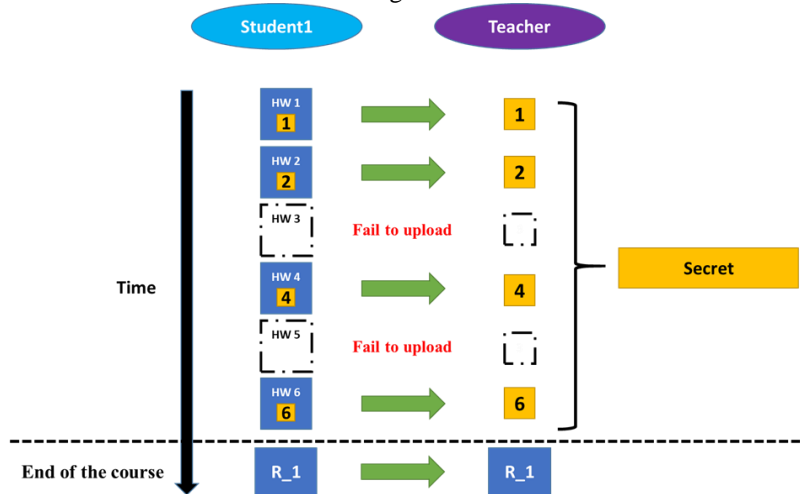 Student1
Teacher
HW 1
1
1
HW 2
2
2
HW 3
Fail to upload
Secret
Time
HW 4
4
4
HW 5
Fail to upload
HW 6
6
6
End of the course
R_1
R_1